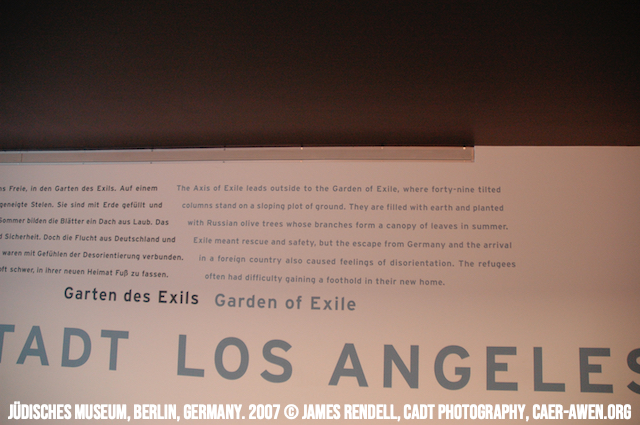 s Freie, in den Garten des Exils. Auf einem
geneigte Stelen. Sie sind mit Erde gefüllt und
Sommer bilden die Blätter ein Dach aus Laub. Das
d Sicherheit. Doch die Flucht aus Deutschland und
waren mit Gefühlen der Desorientierung verbunden.
oft schwer, in ihrer neuen Heimat Fuß zu fassen.
The Axis of Exile leads outside to the Garden of Exile, where forty-nine tilted
columns stand on a sloping plot of ground. They are filled with earth and planted
with Russian olive trees whose branches form a canopy of leaves in summer.
Exile meant rescue and safety, but the escape from Germany and the arrival
in a foreign country also caused feelings of disorientation. The refugees
often had difficulty gaining a foothold in their new home.
Garten des Exils Garden of Exile
TADT LOS ANGELES
JÜDISCHES MUSEUM, BERLIN, GERMANY. 2007 © JAMES RENDELL, CADT PHOTOGRAPHY, CAER-AWEN.ORG